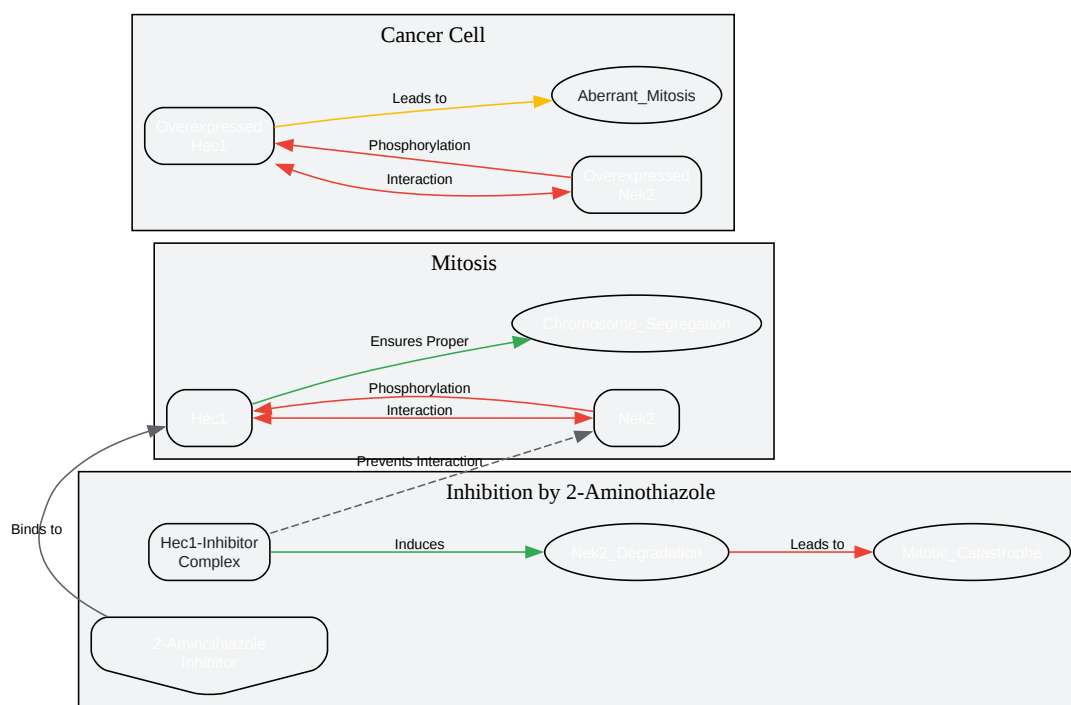 Cancer Cell
Leads to
Aberrant_Mitosis
Overexpressed
Hec1
Phosphorylation
Interaction
Overexpressed
Nek2
Mitosis
Chromosome_Segregation
Ensures Proper
Phosphorylation
Hec1
Interaction
Nek2
Prevents Interaction
Inhibition by 2-Aminothiazole
Binds to
Hec1-Inhibitor
Complex
Induces
Nek2_Degradation
Leads to
Mitotic_Catastrophe
2-Aminothiazole
Inhibitor